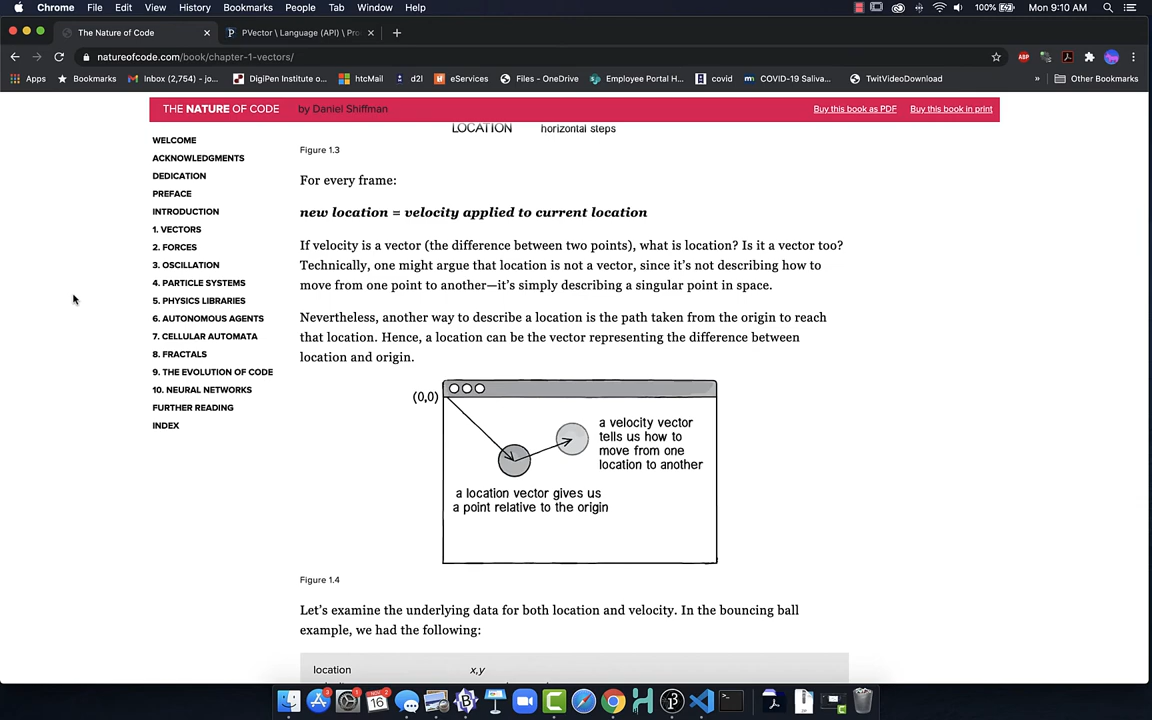 Chrome File Edit View History Bookmarks People Tab Window Help 100% Mon 9:10 AM
The Nature of Code
PVector \ Language (API) \ Pro
natureofcode.com/book/chapter-1-vectors/
Apps Bookmarks Inbox (2,754) – jo... DigiPen Institute o... htcMail d2l eServices Files - OneDrive Employee Portal H... covid COVID-19 Saliva... TwitVideoDownload » Other Bookmarks
THE NATURE OF CODE by Daniel Shiffman Buy this book as PDF Buy this book in print
WELCOME
ACKNOWLEDGMENTS
DEDICATION
PREFACE
INTRODUCTION
1. VECTORS
2. FORCES
3. OSCILLATION
4. PARTICLE SYSTEMS
5. PHYSICS LIBRARIES
6. AUTONOMOUS AGENTS
7. CELLULAR AUTOMATA
8. FRACTALS
9. THE EVOLUTION OF CODE
10. NEURAL NETWORKS
FURTHER READING
INDEX
LOCATION horizontal steps
Figure 1.3
For every frame:
new location = velocity applied to current location
If velocity is a vector (the difference between two points), what is location? Is it a vector too?
Technically, one might argue that location is not a vector, since it’s not describing how to
move from one point to another—it’s simply describing a singular point in space.
Nevertheless, another way to describe a location is the path taken from the origin to reach
that location. Hence, a location can be the vector representing the difference between
location and origin.
(0,0)
a velocity vector
tells us how to
move from one
location to another
a location vector gives us
a point relative to the origin
Figure 1.4
Let’s examine the underlying data for both location and velocity. In the bouncing ball
example, we had the following:
location x,y